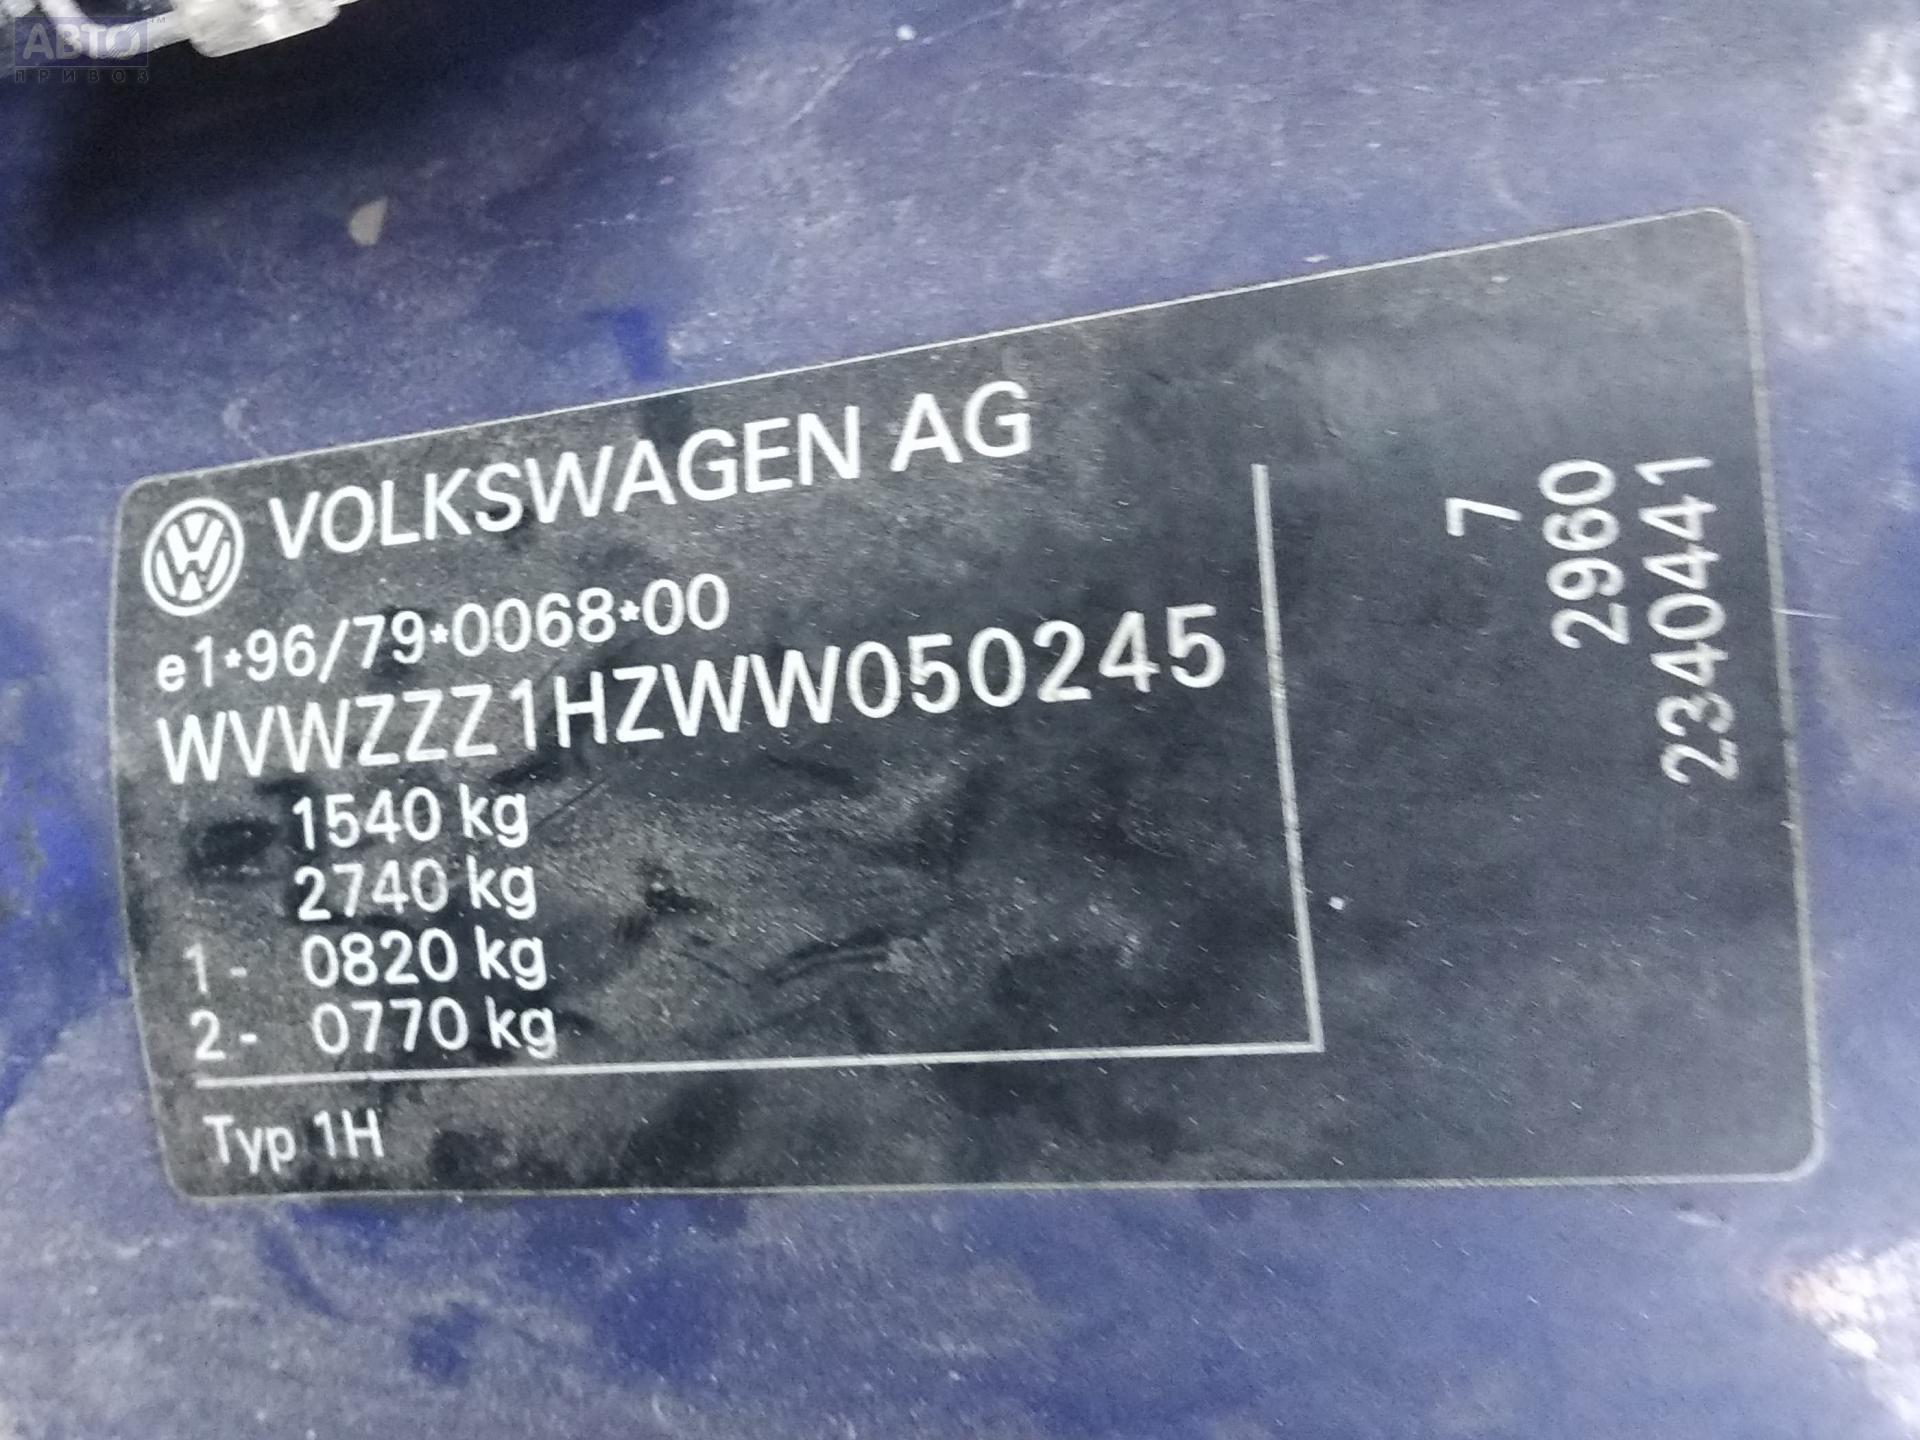 АВТО™
ПРИВОЗ
VOLKSWAGEN AG
e1*96/79*0068*00
WVWZZZ1HZWW050245
1540 kg
2740 kg
1- 0820 kg
2- 0770 kg
Typ 1H
7
2960
2340441